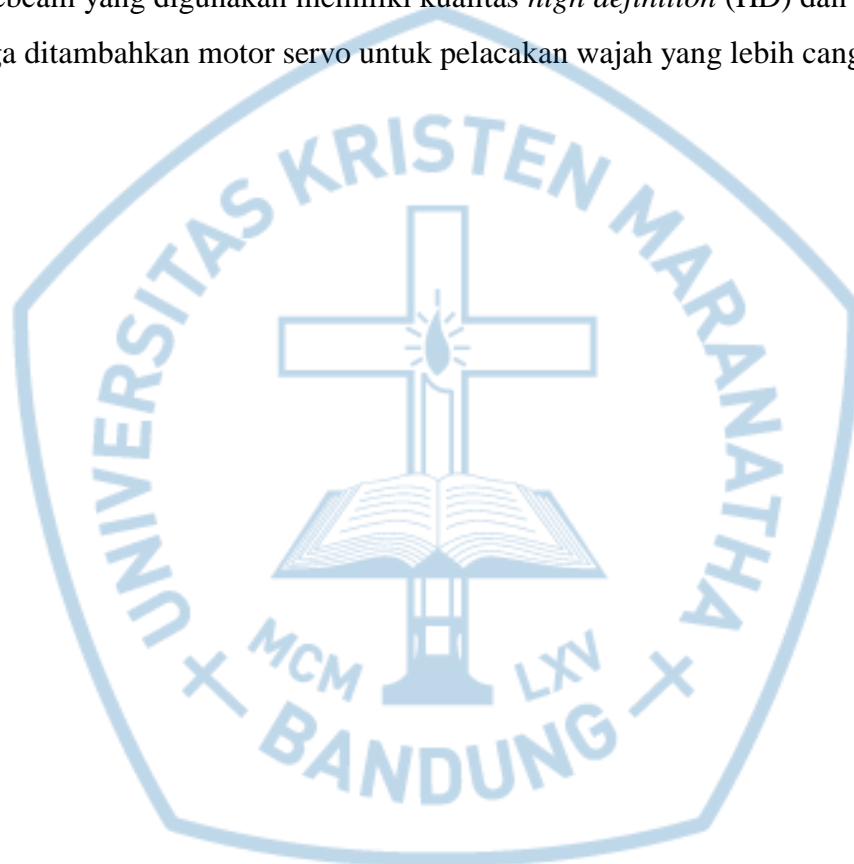 yang digunakan memiliki kualitas high definition (HD) dan
ditambahkan motor servo untuk pelacakan wajah yang lebih
UNIVERSITAS KRISTEN MARANATHA
MCM LXV
BANDUNG